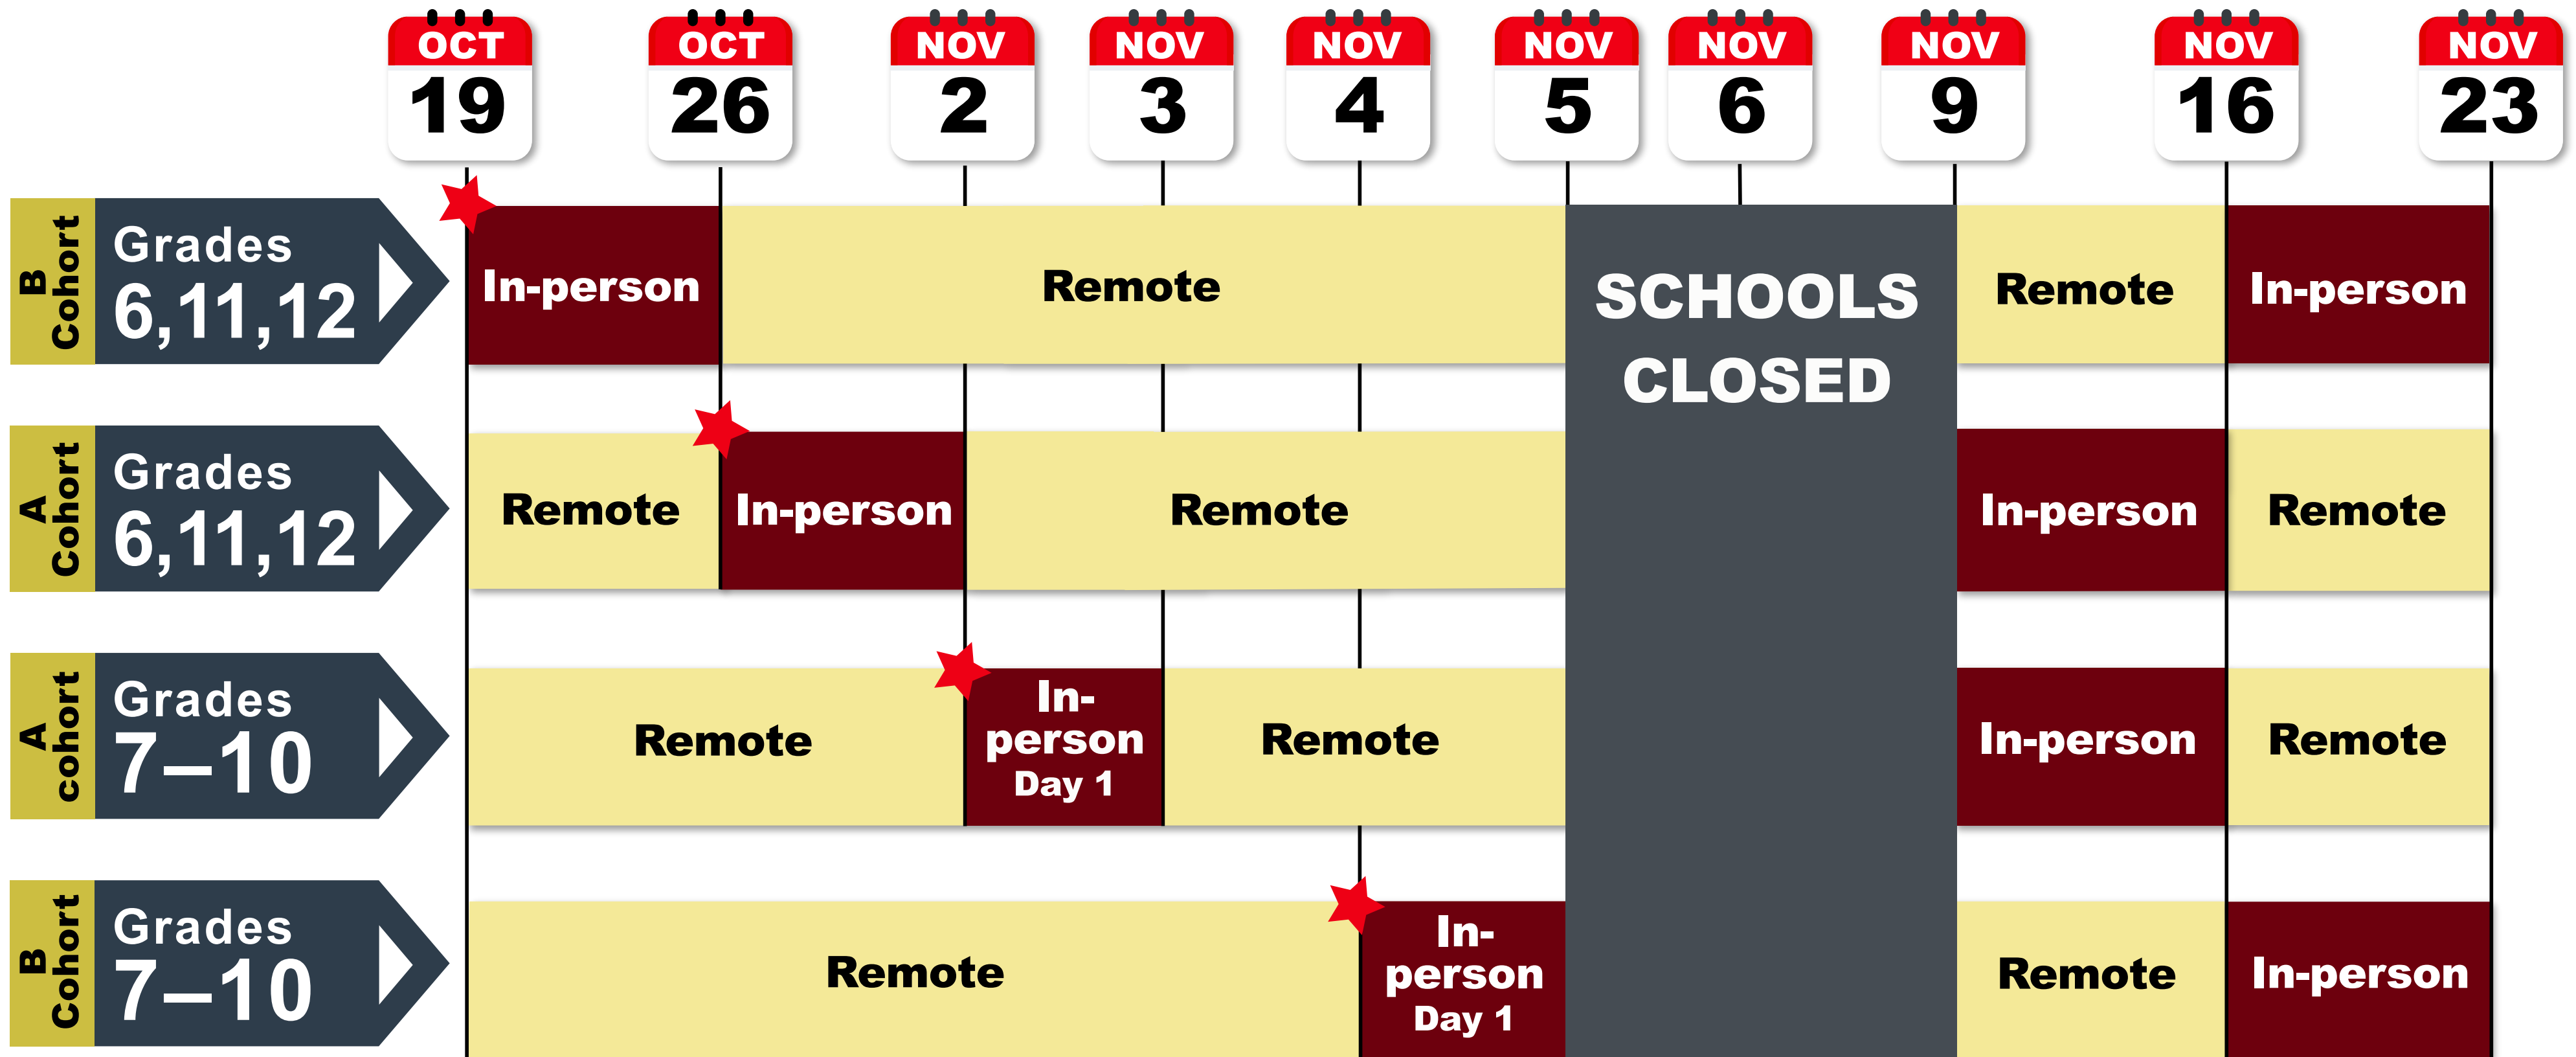 OCT OCT NOV NOV NOV NOV NOV NOV NOV NOV
19 26 2 3 4 5 6 9 16 23
B
Cohort
Grades
6,11,12
In-person
Remote
SCHOOLS
CLOSED
Remote
In-person
A
Cohort
Grades
6,11,12
Remote
In-person
Remote
In-person
Remote
A
cohort
Grades
7–10
Remote
In-
person
Day 1
Remote
In-person
Remote
B
Cohort
Grades
7–10
Remote
In-
person
Day 1
Remote
In-person